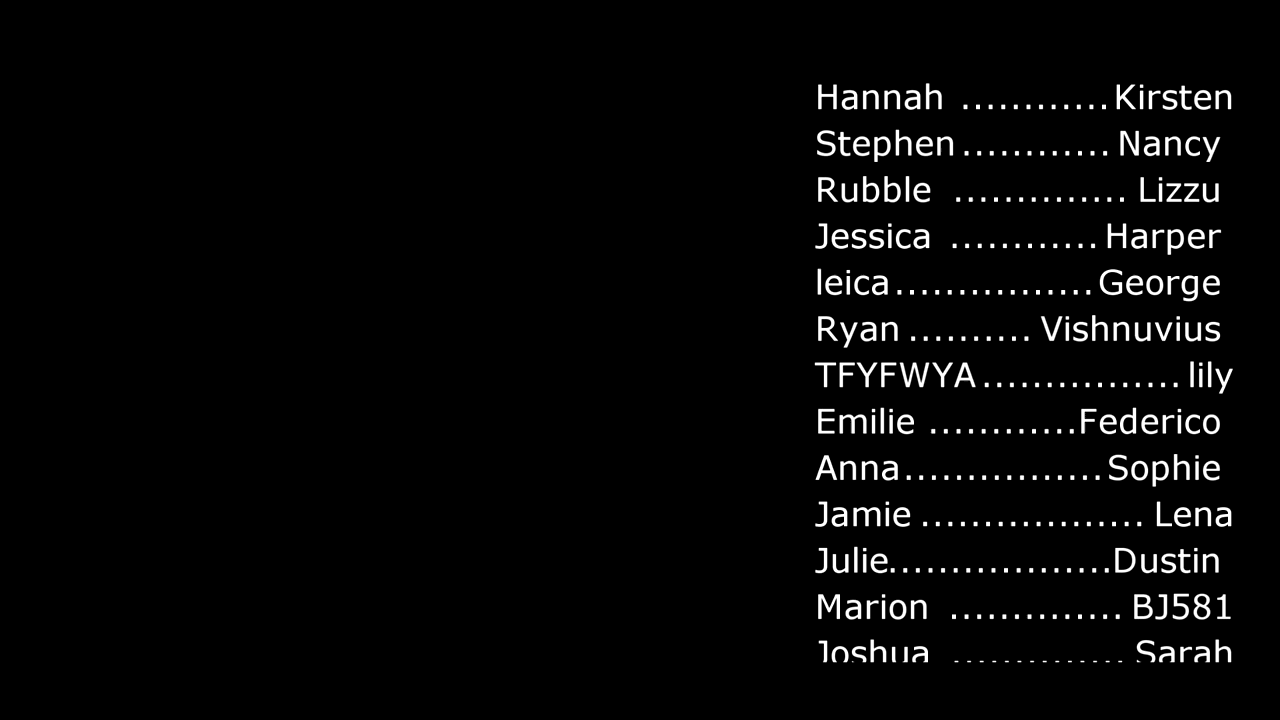 Hannah ............Kirsten
Stephen............ Nancy
Rubble .............. Lizzu
Jessica ............ Harper
leica................George
Ryan .......... Vishnuvius
TFYFWYA................ lily
Emilie ............Federico
Anna................Sophie
Jamie .................. Lena
Julie..................Dustin
Marion .............. BJ581
Joshua .............. Sarah